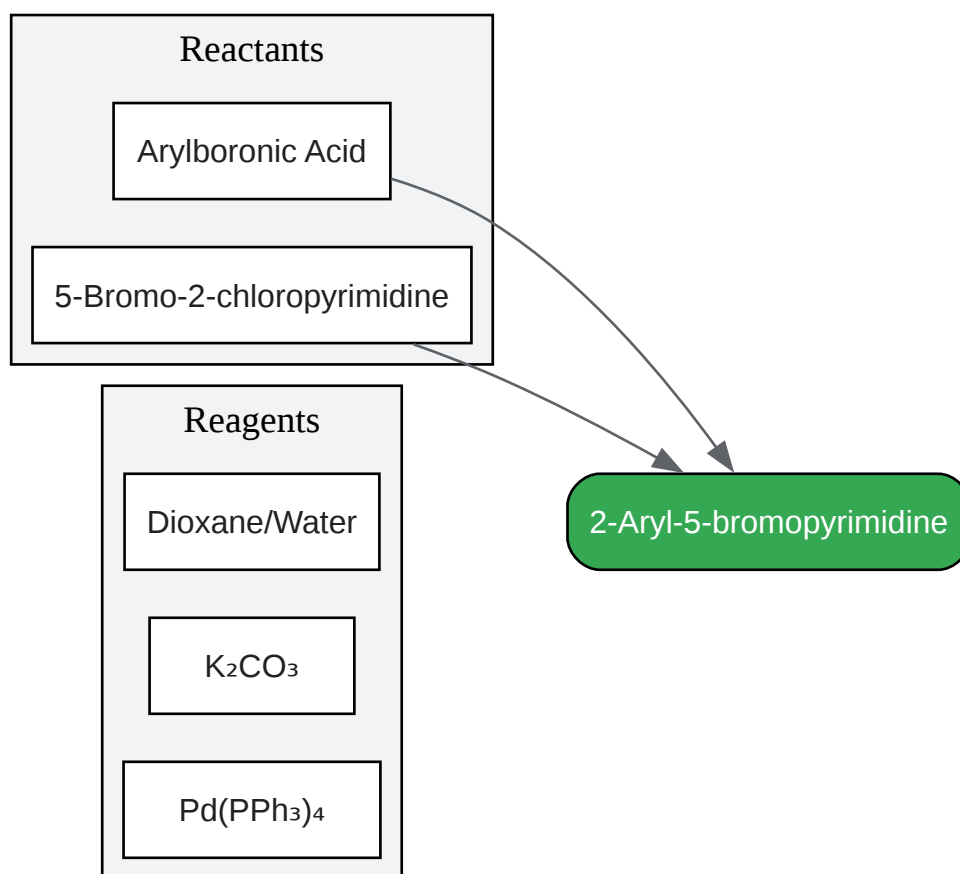 Reactants
Arylboronic Acid
5-Bromo-2-chloropyrimidine
Reagents
Dioxane/Water
K₂CO₃
Pd(PPh₃)₄
2-Aryl-5-bromopyrimidine